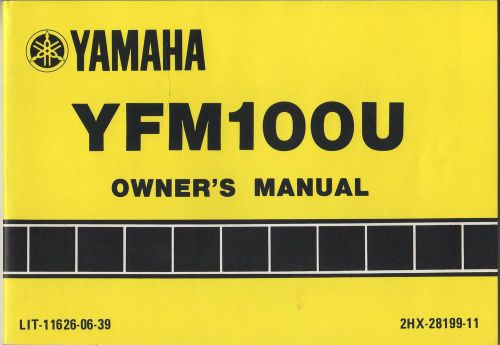 YAMAHA
YFM100U
OWNER'S MANUAL
LIT-11626-06-39
2HX-28199-11